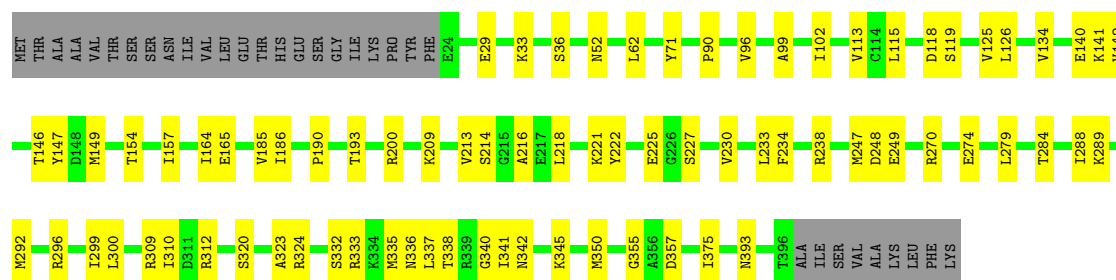 MET THR ALA ALA VAL THR SER SER ASN ILE VAL LEU GLU THR HIS GLU SER GLY ILE LYS PRO TYR PHE E24 E29 K33 S36 N52 L62 Y71 P90 V96 A99 I102 V113 C114 L115 D118 S119 V125 L126 V134 E140 K141
T146 Y147 D148 M149 T154 I157 I164 E165 V185 I186 P190 T193 R200 K209 V213 S214 G215 A216 E217 L218 K221 Y222 E225 G226 S227 V230 L233 F234 R238 M247 D248 E249 R270 E274 L279 T284 I288 K289
M292 R296 I299 L300 R309 I310 D311 R312 S320 A323 R324 S332 R333 K334 M335 N336 L337 T338 R339 G340 I341 N342 K345 M350 G355 A356 D357 I375 N393 T396 ALA ILE SER VAL ALA LYS LEU PHE LYS